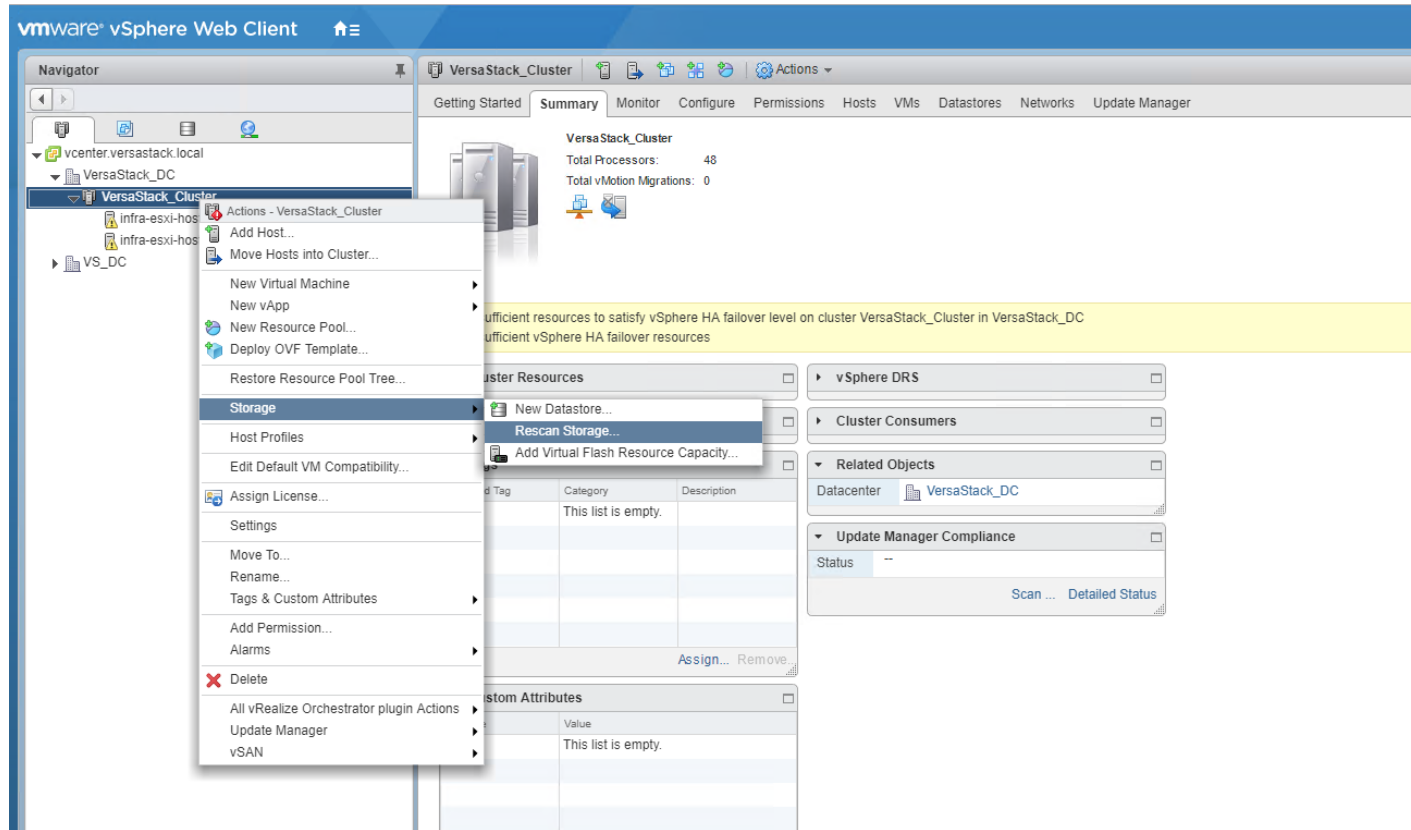 vmware® vSphere Web Client
Navigator
vcenter.versastack.local
VersaStack_DC
VersaStack_Cluster
infra-esxi-hos
infra-esxi-hos
VS_DC
VersaStack_Cluster
Actions
Getting Started Summary Monitor Configure Permissions Hosts VMs Datastores Networks Update Manager
VersaStack_Cluster
Total Processors: 48
Total vMotion Migrations: 0
ufficient resources to satisfy vSphere HA failover level on cluster VersaStack_Cluster in VersaStack_DC
ufficient vSphere HA failover resources
Actions - VersaStack_Cluster
Add Host...
Move Hosts into Cluster...
New Virtual Machine
New vApp
New Resource Pool...
Deploy OVF Template...
Restore Resource Pool Tree...
Storage
Host Profiles
Edit Default VM Compatibility...
Assign License...
Settings
Move To...
Rename...
Tags & Custom Attributes
Add Permission...
Alarms
Delete
All vRealize Orchestrator plugin Actions
Update Manager
vSAN
New Datastore...
Rescan Storage...
Add Virtual Flash Resource Capacity...
uster Resources
d Tag Category Description
This list is empty.
Assign... Remove...
stom Attributes
Value
This list is empty.
vSphere DRS
Cluster Consumers
Related Objects
Datacenter VersaStack_DC
Update Manager Compliance
Status --
Scan ... Detailed Status